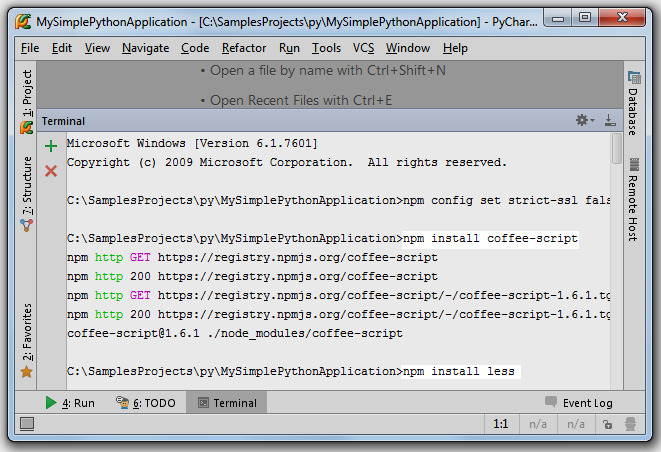 MySimplePythonApplication - [C:\SamplesProjects\py\MySimplePythonApplication] - PyChar...
File Edit View Navigate Code Refactor Run Tools VCS Window Help
• Open a file by name with Ctrl+Shift+N
• Open Recent Files with Ctrl+E
1: Project
7: Structure
2: Favorites
Terminal
Microsoft Windows [Version 6.1.7601]
Copyright (c) 2009 Microsoft Corporation. All rights reserved.
C:\SamplesProjects\py\MySimplePythonApplication>npm config set strict-ssl fals
C:\SamplesProjects\py\MySimplePythonApplication>npm install coffee-script
npm http GET https://registry.npmjs.org/coffee-script
npm http 200 https://registry.npmjs.org/coffee-script
npm http GET https://registry.npmjs.org/coffee-script/-/coffee-script-1.6.1.tg
npm http 200 https://registry.npmjs.org/coffee-script/-/coffee-script-1.6.1.tg
coffee-script@1.6.1 ./node_modules/coffee-script
C:\SamplesProjects\py\MySimplePythonApplication>npm install less
Database
Remote Host
4: Run 6: TODO Terminal Event Log
1:1 n/a n/a